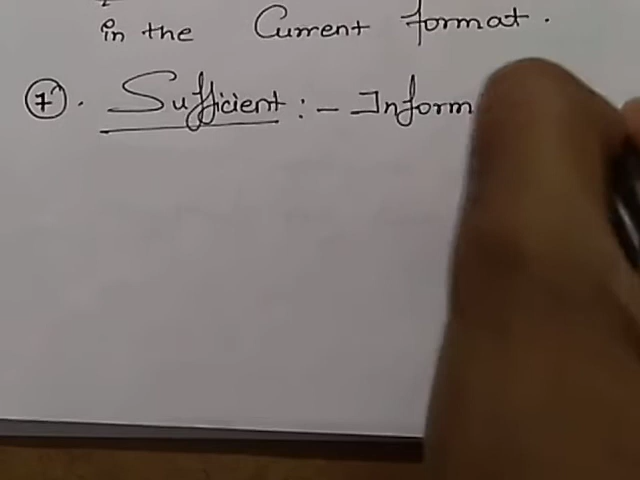 in the Current format.
7. Sufficient :- Inform